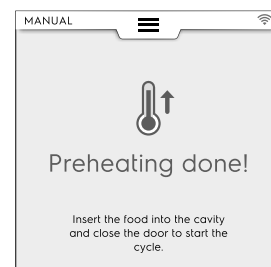 MANUAL
Preheating done!
Insert the food into the cavity
and close the door to start the
cycle.